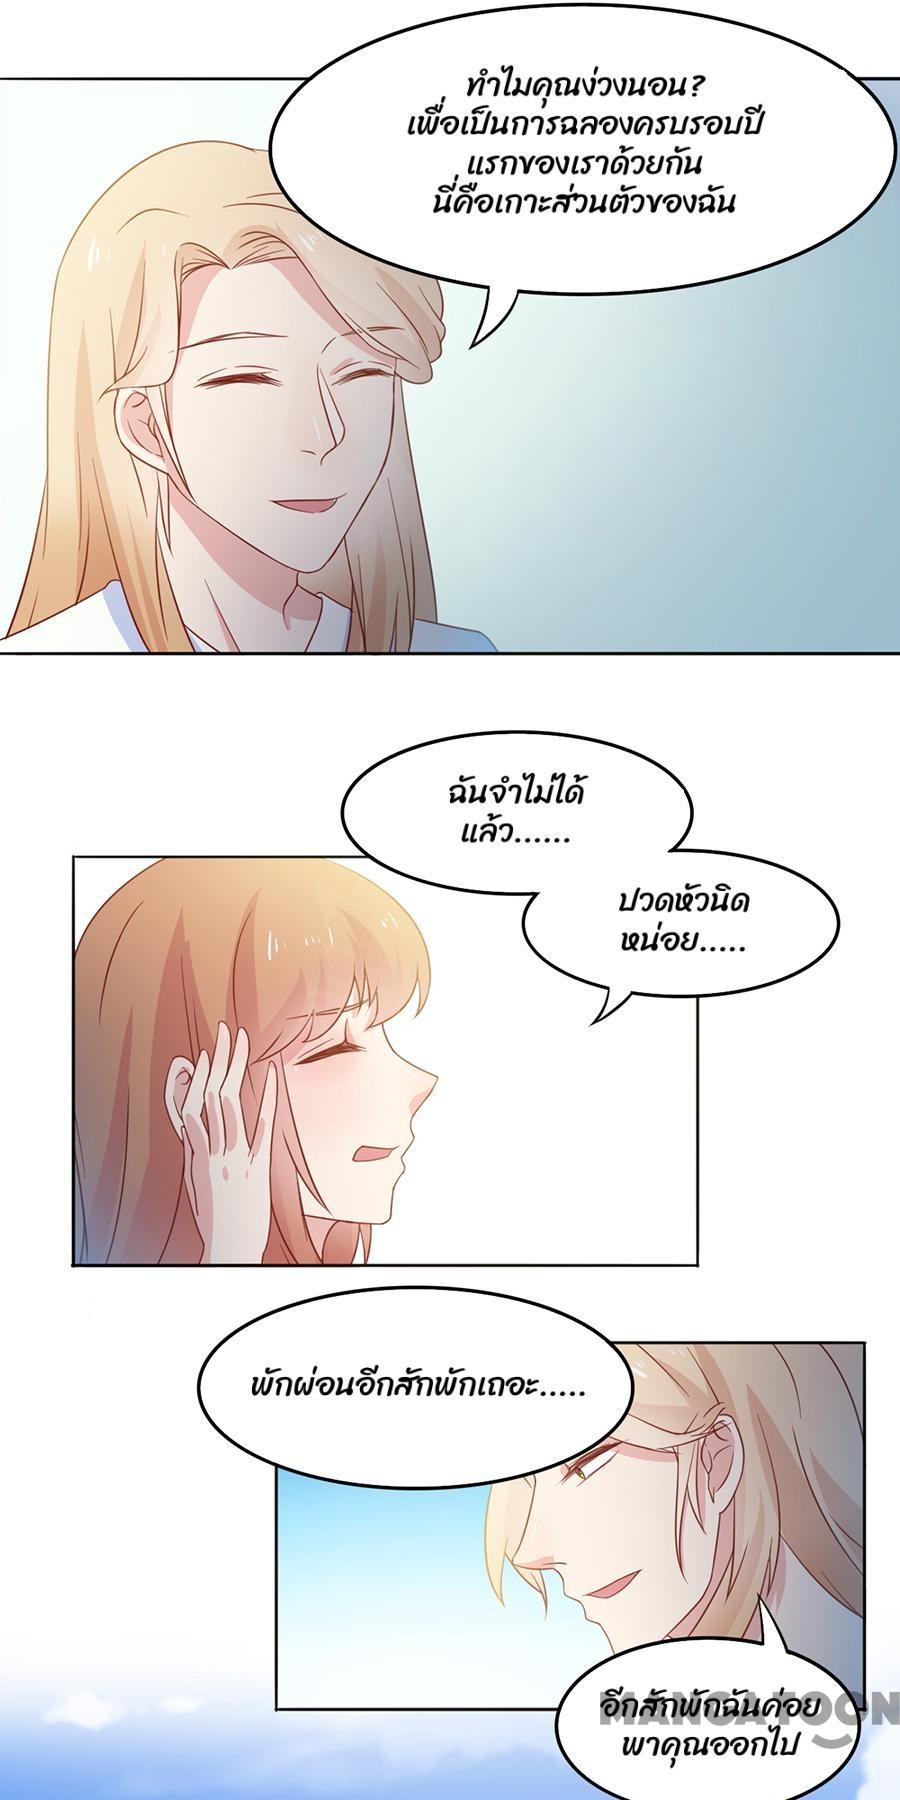 ทำไมคุณง่วงนอน?
เพื่อเป็นการฉลองครบรอบปี
แรกของเราด้วยกัน
นี่คือเกาะส่วนตัวของฉัน
ฉันจำไม่ได้
แล้ว......
ปวดหัวนิด
หน่อย.....
พักผ่อนอีกสักพักเถอะ.....
อีกสักพักฉันค่อย
พาคุณออกไป
MANGATOON